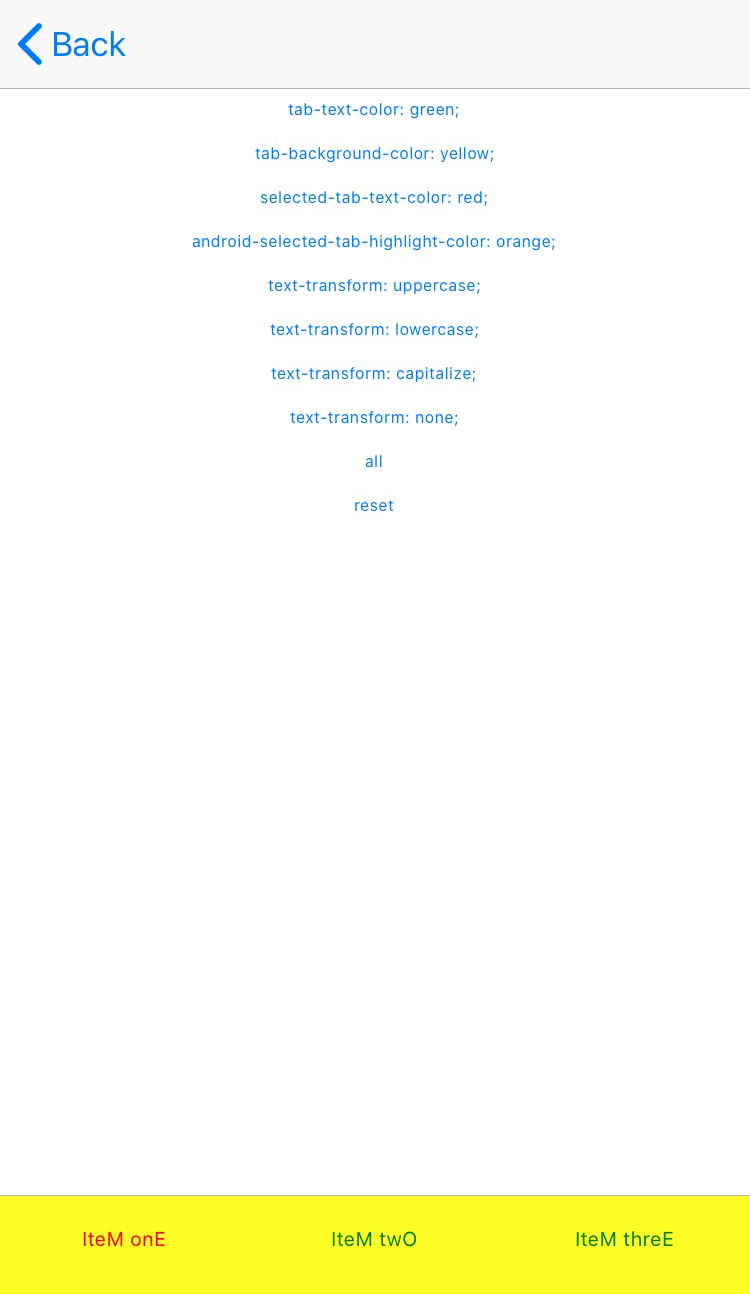 Back
tab-text-color: green;
tab-background-color: yellow;
selected-tab-text-color: red;
android-selected-tab-highlight-color: orange;
text-transform: uppercase;
text-transform: lowercase;
text-transform: capitalize;
text-transform: none;
all
reset
IteM onE IteM twO IteM threE